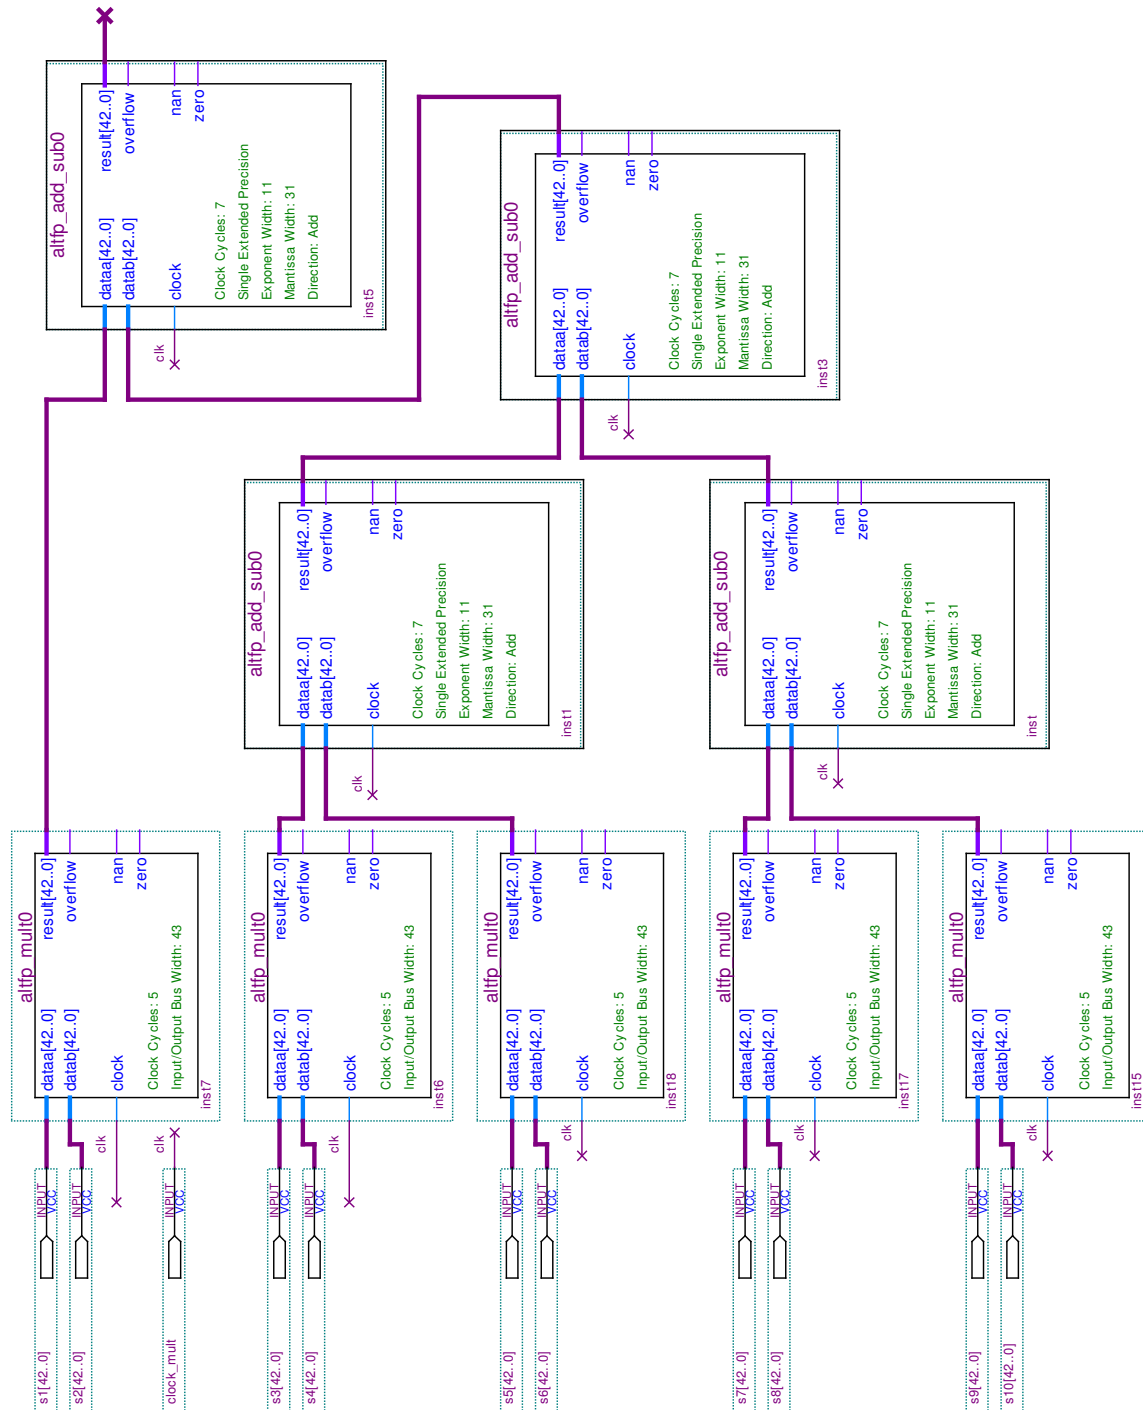 altfp_add_sub0
dataa[42..0]
datab[42..0]
clock
result[42..0]
overflow
nan
zero
Clock Cycles: 7
Single Extended Precision
Exponent Width: 11
Mantissa Width: 31
Direction: Add
inst5
clk
altfp_add_sub0
dataa[42..0]
datab[42..0]
clock
result[42..0]
overflow
nan
zero
Clock Cycles: 7
Single Extended Precision
Exponent Width: 11
Mantissa Width: 31
Direction: Add
inst3
clk
altfp_add_sub0
dataa[42..0]
datab[42..0]
clock
result[42..0]
overflow
nan
zero
Clock Cycles: 7
Single Extended Precision
Exponent Width: 11
Mantissa Width: 31
Direction: Add
inst1
clk
altfp_add_sub0
dataa[42..0]
datab[42..0]
clock
result[42..0]
overflow
nan
zero
Clock Cycles: 7
Single Extended Precision
Exponent Width: 11
Mantissa Width: 31
Direction: Add
inst
clk
altfp_mult0
dataa[42..0]
datab[42..0]
clock
result[42..0]
overflow
nan
zero
Clock Cycles: 5
Input/Output Bus Width: 43
inst7
clk
clk
altfp_mult0
dataa[42..0]
datab[42..0]
clock
result[42..0]
overflow
nan
zero
Clock Cycles: 5
Input/Output Bus Width: 43
inst6
clk
altfp_mult0
dataa[42..0]
datab[42..0]
clock
result[42..0]
overflow
nan
zero
Clock Cycles: 5
Input/Output Bus Width: 43
inst18
clk
altfp_mult0
dataa[42..0]
datab[42..0]
clock
result[42..0]
overflow
nan
zero
Clock Cycles: 5
Input/Output Bus Width: 43
inst17
clk
altfp_mult0
dataa[42..0]
datab[42..0]
clock
result[42..0]
overflow
nan
zero
Clock Cycles: 5
Input/Output Bus Width: 43
inst15
clk
s1[42..0]
INPUT
VCC
s2[42..0]
INPUT
VCC
clock_mult
INPUT
VCC
s3[42..0]
INPUT
VCC
s4[42..0]
INPUT
VCC
s5[42..0]
INPUT
VCC
s6[42..0]
INPUT
VCC
s7[42..0]
INPUT
VCC
s8[42..0]
INPUT
VCC
s9[42..0]
INPUT
VCC
s10[42..0]
INPUT
VCC